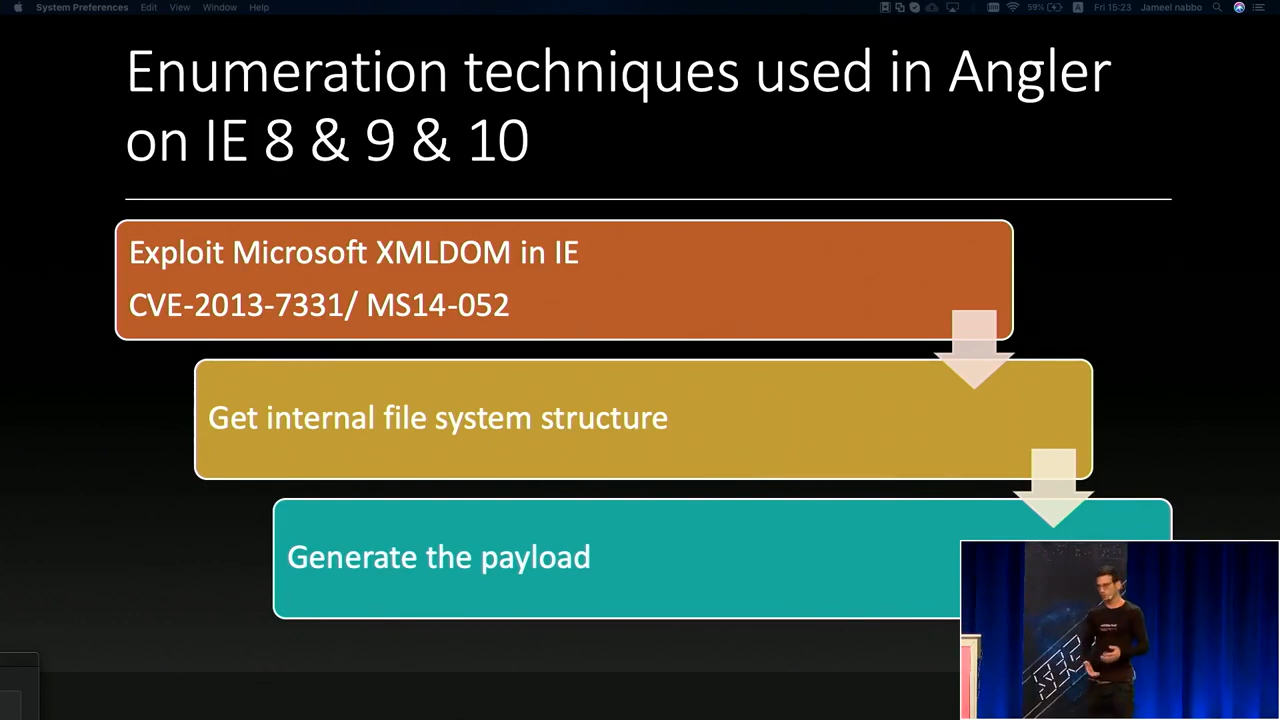 System Preferences Edit View Window Help
59% A Fri 15:23 Jameel nabbo
Enumeration techniques used in Angler
on IE 8 & 9 & 10
Exploit Microsoft XMLDOM in IE
CVE-2013-7331/ MS14-052
Get internal file system structure
Generate the payload